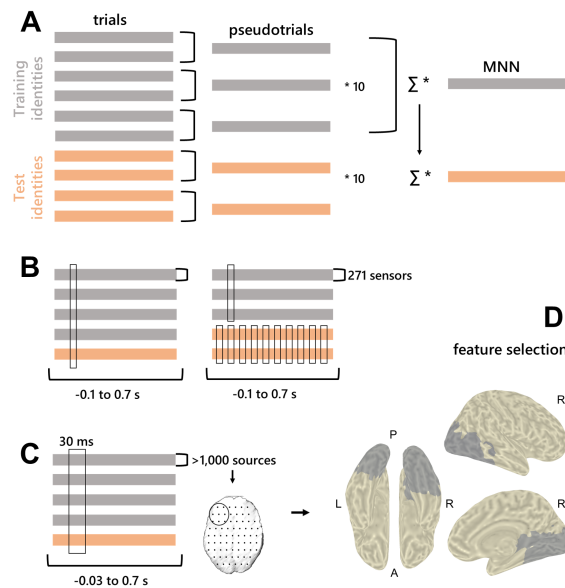 A
trials
pseudotrials
MNN
Training
identities
* 10
Σ *
Test
identities
* 10
Σ *
B
271 sensors
-0.1 to 0.7 s
-0.1 to 0.7 s
D
feature selection
C
30 ms
>1,000 sources
-0.03 to 0.7 s
P
L
R
A
R
R